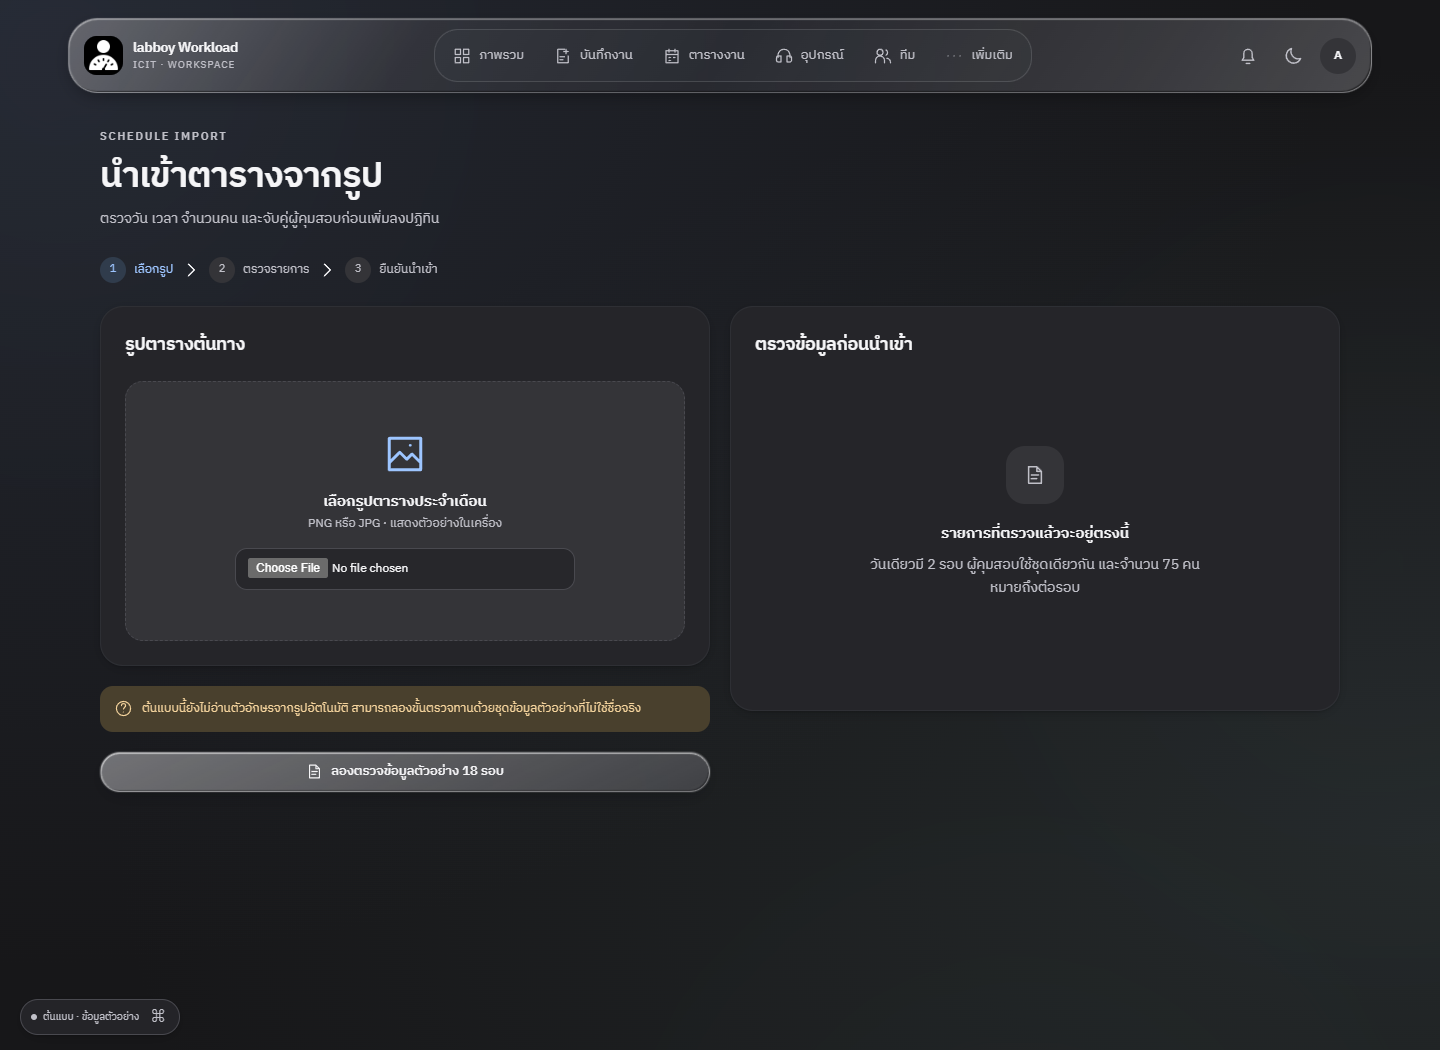 labboy Workload
ICIT · WORKSPACE
ภาพรวม
บันทึกงาน
ตารางงาน
อุปกรณ์
ทีม
··· เพิ่มเติม
A
SCHEDULE IMPORT
นำเข้าตารางจากรูป
ตรวจวัน เวลา จำนวนคน และจับคู่ผู้คุมสอบก่อนเพิ่มลงปฏิทิน
1 เลือกรูป
2 ตรวจรายการ
3 ยืนยันนำเข้า
รูปตารางต้นทาง
เลือกรูปตารางประจำเดือน
PNG หรือ JPG · แสดงตัวอย่างในเครื่อง
Choose File No file chosen
ต้นแบบนี้ยังไม่อ่านตัวอักษรจากรูปอัตโนมัติ สามารถลองขั้นตรวจทานด้วยชุดข้อมูลตัวอย่างที่ไม่ใช้ชื่อจริง
ลองตรวจข้อมูลตัวอย่าง 18 รอบ
ตรวจข้อมูลก่อนนำเข้า
รายการที่ตรวจแล้วจะอยู่ตรงนี้
วันเดียวมี 2 รอบ ผู้คุมสอบใช้ชุดเดียวกัน และจำนวน 75 คน
หมายถึงต่อรอบ
ต้นแบบ · ข้อมูลตัวอย่าง ⌘